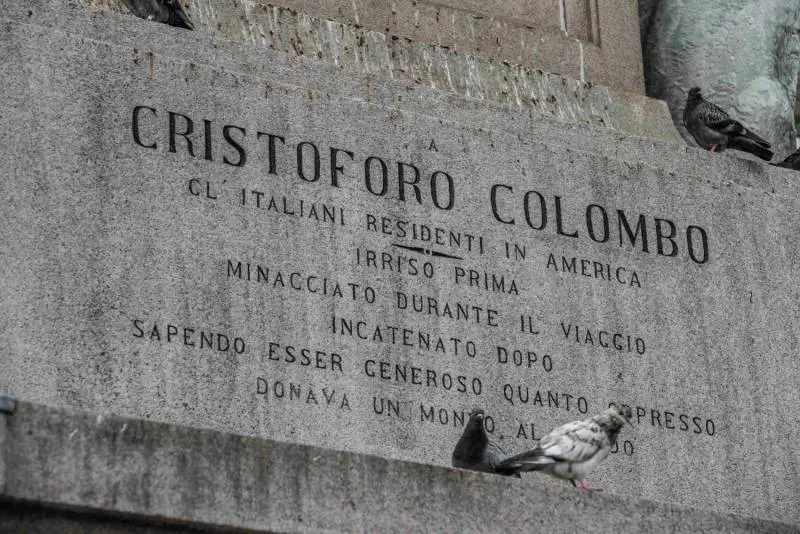 A
CRISTOFORO COLOMBO
GL' ITALIANI RESIDENTI IN AMERICA
IRRISO PRIMA
MINACCIATO DURANTE IL VIAGGIO
INCATENATO DOPO
SAPENDO ESSER GENEROSO QUANTO OPPRESSO
DONAVA UN MONDO AL